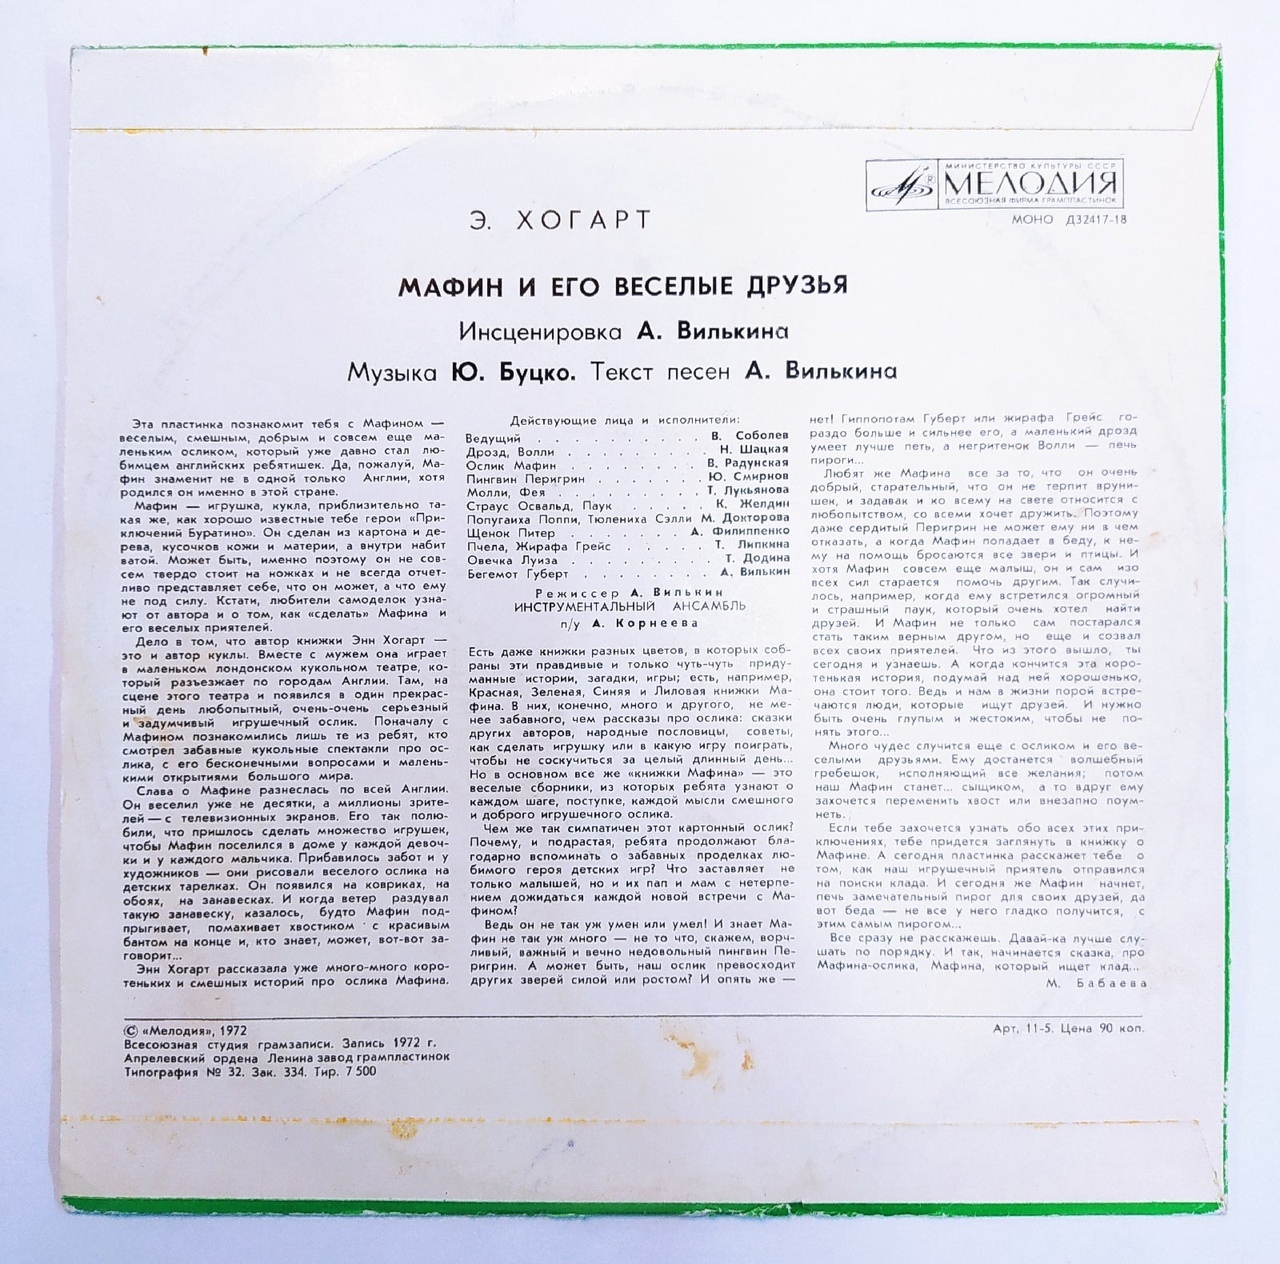 МИНИСТЕРСТВО КУЛЬТУРЫ СССР
МЕЛОДИЯ
ВСЕСОЮЗНАЯ ФИРМА ГРАМПЛАСТИНОК
МОНО Д32417-18
Э. ХОГАРТ
МАФИН И ЕГО ВЕСЕЛЫЕ ДРУЗЬЯ
Инсценировка А. Вилькина
Музыка Ю. Буцко. Текст песен А. Вилькина
Эта пластинка познакомит тебя с Мафином —
веселым, смешным, добрым и совсем еще ма-
леньким осликом, который уже давно стал лю-
бимцем английских ребятишек. Да, пожалуй, Ма-
фин знаменит не в одной только Англии, хотя
родился он именно в этой стране.
Мафин — игрушка, кукла, приблизительно та-
кая же, как хорошо известные тебе герои «При-
ключений Буратино». Он сделан из картона и де-
рева, кусочков кожи и материи, а внутри набит
ватой. Может быть, именно поэтому он не сов-
сем твердо стоит на ножках и не всегда отчет-
ливо представляет себе, что он может, а что ему
не под силу. Кстати, любители самоделок узна-
ют от автора и о том, как «сделать» Мафина и
его веселых приятелей.
Дело в том, что автор книжки Энн Хогарт —
это и автор куклы. Вместе с мужем она играет
в маленьком лондонском кукольном театре, ко-
торый разъезжает по городам Англии. Там, на
сцене этого театра и появился в один прекрас-
ный день любопытный, очень-очень серьезный
и задумчивый игрушечный ослик. Поначалу с
Мафином познакомились лишь те из ребят, кто
смотрел забавные кукольные спектакли про ос-
лика, с его бесконечными вопросами и малень-
кими открытиями большого мира.
Слава о Мафине разнеслась по всей Англии.
Он веселил уже не десятки, а миллионы зрите-
лей — с телевизионных экранов. Его так полю-
били, что пришлось сделать множество игрушек,
чтобы Мафин поселился в доме у каждой девоч-
ки и у каждого мальчика. Прибавилось забот и у
художников — они рисовали веселого ослика на
детских тарелках. Он появился на ковриках, на
обоях, на занавесках. И когда ветер раздувал
такую занавеску, казалось, будто Мафин под-
прыгивает, помахивает хвостиком с красивым
бантом на конце и, кто знает, может, вот-вот за-
говорит...
Энн Хогарт рассказала уже много-много коро-
теньких и смешных историй про ослика Мафина.
Действующие лица и исполнители:
Ведущий . . . . . . . . . . . В. Соболев
Дрозд, Волли . . . . . . . . . Н. Шацкая
Ослик Мафин . . . . . . . . . В. Радунская
Пингвин Перигрин . . . . . . . . Ю. Смирнов
Молли, Фея . . . . . . . . . . Т. Лукьянова
Страус Освальд, Паук . . . . . . К. Желдин
Попугаиха Поппи, Тюлениха Сэлли М. Докторова
Щенок Питер . . . . . . . . А. Филиппенко
Пчела, Жирафа Грейс . . . . . . Т. Липкина
Овечка Луиза . . . . . . . . . Т. Додина
Бегемот Губерт . . . . . . . . А. Вилькин
Режиссер А. Вилькин
ИНСТРУМЕНТАЛЬНЫЙ АНСАМБЛЬ
п/у А. Корнеева
Есть даже книжки разных цветов, в которых соб-
раны эти правдивые и только чуть-чуть приду-
манные истории, загадки, игры; есть, например,
Красная, Зеленая, Синяя и Лиловая книжки Ма-
фина. В них, конечно, много и другого, не ме-
нее забавного, чем рассказы про ослика: сказки
других авторов, народные пословицы, советы,
как сделать игрушку или в какую игру поиграть,
чтобы не соскучиться за целый длинный день...
Но в основном все же «книжки Мафина» — это
веселые сборники, из которых ребята узнают о
каждом шаге, поступке, каждой мысли смешного
и доброго игрушечного ослика.
Чем же так симпатичен этот картонный ослик?
Почему, и подрастая, ребята продолжают бла-
годарно вспоминать о забавных проделках лю-
бимого героя детских игр? Что заставляет не
только малышей, но и их пап и мам с нетерпе-
нием дожидаться каждой новой встречи с Ма-
фином?
Ведь он не так уж умен или умел! И знает Ма-
фин не так уж много — не то что, скажем, ворч-
ливый, важный и вечно недовольный пингвин Пе-
ригрин. А может быть, наш ослик превосходит
других зверей силой или ростом? И опять же —
нет! Гиппопотам Губерт или жирафа Грейс го-
раздо больше и сильнее его, а маленький дрозд
умеет лучше петь, а негритенок Волли — печь
пироги...
Любят же Мафина все за то, что он очень
добрый, старательный, что он не терпит вруни-
шек, и задавак и ко всему на свете относится с
любопытством, со всеми хочет дружить. Поэтому
даже сердитый Перигрин не может ему ни в чем
отказать, а когда Мафин попадает в беду, к не-
му на помощь бросаются все звери и птицы. И
хотя Мафин совсем еще малыш, он и сам изо
всех сил старается помочь другим. Так случи-
лось, например, когда ему встретился огромный
и страшный паук, который очень хотел найти
друзей. И Мафин не только сам постарался
стать таким верным другом, но еще и созвал
всех своих приятелей. Что из этого вышло, ты
сегодня и узнаешь. А когда кончится эта коро-
тенькая история, подумай над ней хорошенько,
она стоит того. Ведь и нам в жизни порой встре-
чаются люди, которые ищут друзей. И нужно
быть очень глупым и жестоким, чтобы не по-
нять этого...
Много чудес случится еще с осликом и его ве-
селыми друзьями. Ему достанется волшебный
гребешок, исполняющий все желания; потом
наш Мафин станет... сыщиком, а то вдруг ему
захочется переменить хвост или внезапно поум-
неть.
Если тебе захочется узнать обо всех этих при-
ключениях, тебе придется заглянуть в книжку о
Мафине. А сегодня пластинка расскажет тебе о
том, как наш игрушечный приятель отправился
на поиски клада. И сегодня же Мафин начнет,
печь замечательный пирог для своих друзей, да
вот беда — не все у него гладко получится, с
этим самым пирогом...
Все сразу не расскажешь. Давай-ка лучше слу-
шать по порядку. И так, начинается сказка, про
Мафина-ослика, Мафина, который ищет клад...
М. Бабаева
© «Мелодия», 1972
Всесоюзная студия грамзаписи. Запись 1972 г.
Апрелевский ордена Ленина завод грампластинок
Типография № 32. Зак. 334. Тир. 7 500
Арт. 11-5. Цена 90 коп.